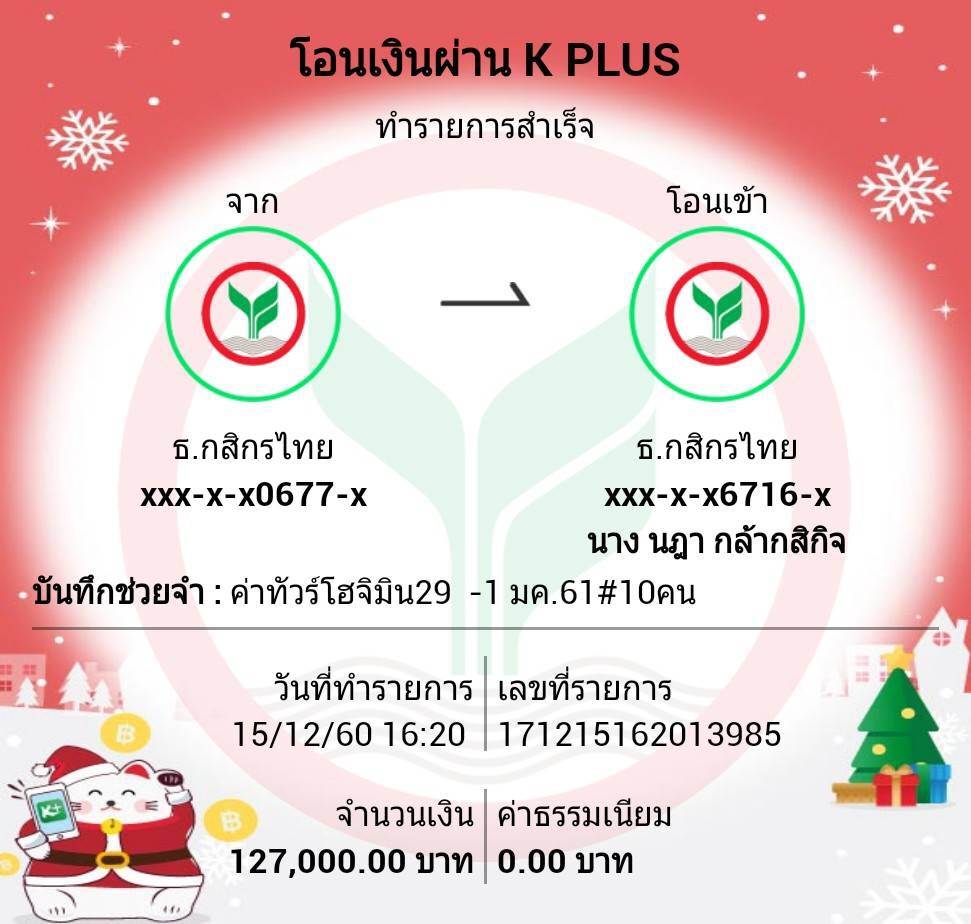 โอนเงินผ่าน K PLUS
ทำรายการสำเร็จ
จาก
โอนเข้า
ธ.กสิกรไทย
xxx-x-x0677-x
ธ.กสิกรไทย
xxx-x-x6716-x
นาง นฎา กล้ากสิกิจ
บันทึกช่วยจำ : ค่าทัวร์โฮจิมิน29 -1 มค.61#10คน
วันที่ทำรายการ
15/12/60 16:20
เลขที่รายการ
171215162013985
จำนวนเงิน
127,000.00 บาท
ค่าธรรมเนียม
0.00 บาท
K+